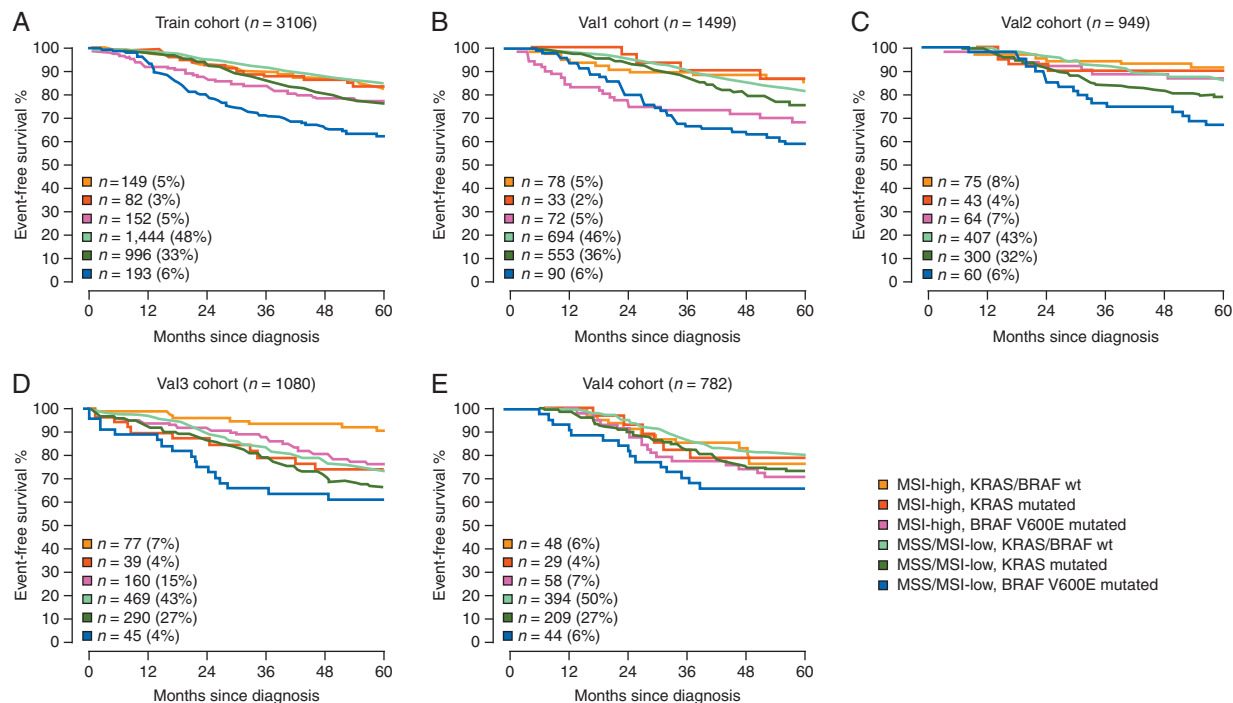 A
Train cohort (n = 3106)
Event-free survival %
100
90
80
70
60
50
40
30
20
10
0
n = 149 (5%)
n = 82 (3%)
n = 152 (5%)
n = 1,444 (48%)
n = 996 (33%)
n = 193 (6%)
0 12 24 36 48 60
Months since diagnosis
B
Val1 cohort (n = 1499)
Event-free survival %
100
90
80
70
60
50
40
30
20
10
0
n = 78 (5%)
n = 33 (2%)
n = 72 (5%)
n = 694 (46%)
n = 553 (36%)
n = 90 (6%)
0 12 24 36 48 60
Months since diagnosis
C
Val2 cohort (n = 949)
Event-free survival %
100
90
80
70
60
50
40
30
20
10
0
n = 75 (8%)
n = 43 (4%)
n = 64 (7%)
n = 407 (43%)
n = 300 (32%)
n = 60 (6%)
0 12 24 36 48 60
Months since diagnosis
D
Val3 cohort (n = 1080)
Event-free survival %
100
90
80
70
60
50
40
30
20
10
0
n = 77 (7%)
n = 39 (4%)
n = 160 (15%)
n = 469 (43%)
n = 290 (27%)
n = 45 (4%)
0 12 24 36 48 60
Months since diagnosis
E
Val4 cohort (n = 782)
Event-free survival %
100
90
80
70
60
50
40
30
20
10
0
n = 48 (6%)
n = 29 (4%)
n = 58 (7%)
n = 394 (50%)
n = 209 (27%)
n = 44 (6%)
0 12 24 36 48 60
Months since diagnosis
MSI-high, KRAS/BRAF wt
MSI-high, KRAS mutated
MSI-high, BRAF V600E mutated
MSS/MSI-low, KRAS/BRAF wt
MSS/MSI-low, KRAS mutated
MSS/MSI-low, BRAF V600E mutated